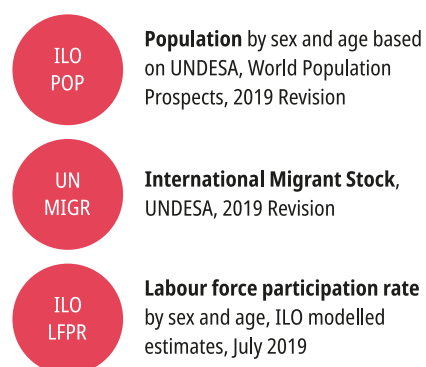 ILO
POP
Population by sex and age based
on UNDESA, World Population
Prospects, 2019 Revision
UN
MIGR
International Migrant Stock,
UNDESA, 2019 Revision
ILO
LFPR
Labour force participation rate
by sex and age, ILO modelled
estimates, July 2019